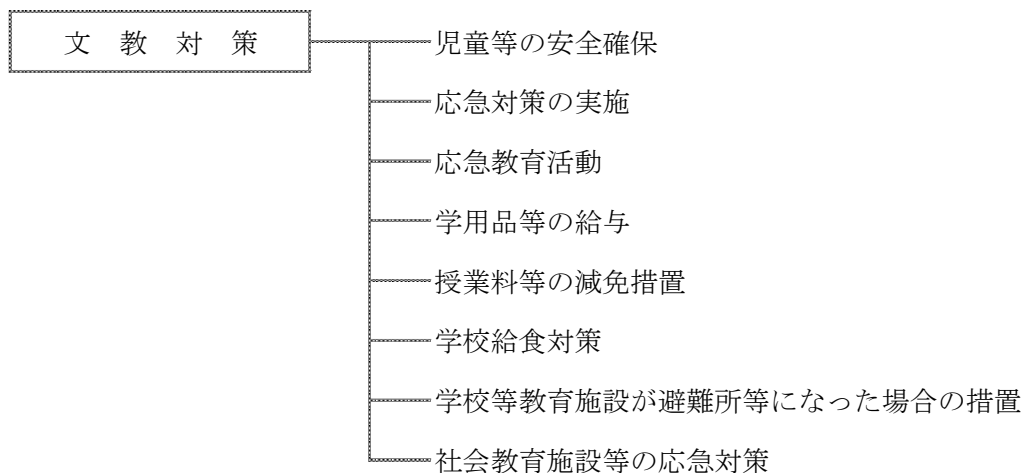 文教対策
児童等の安全確保
応急対策の実施
応急教育活動
学用品等の給与
授業料等の減免措置
学校給食対策
学校等教育施設が避難所等になった場合の措置
社会教育施設等の応急対策